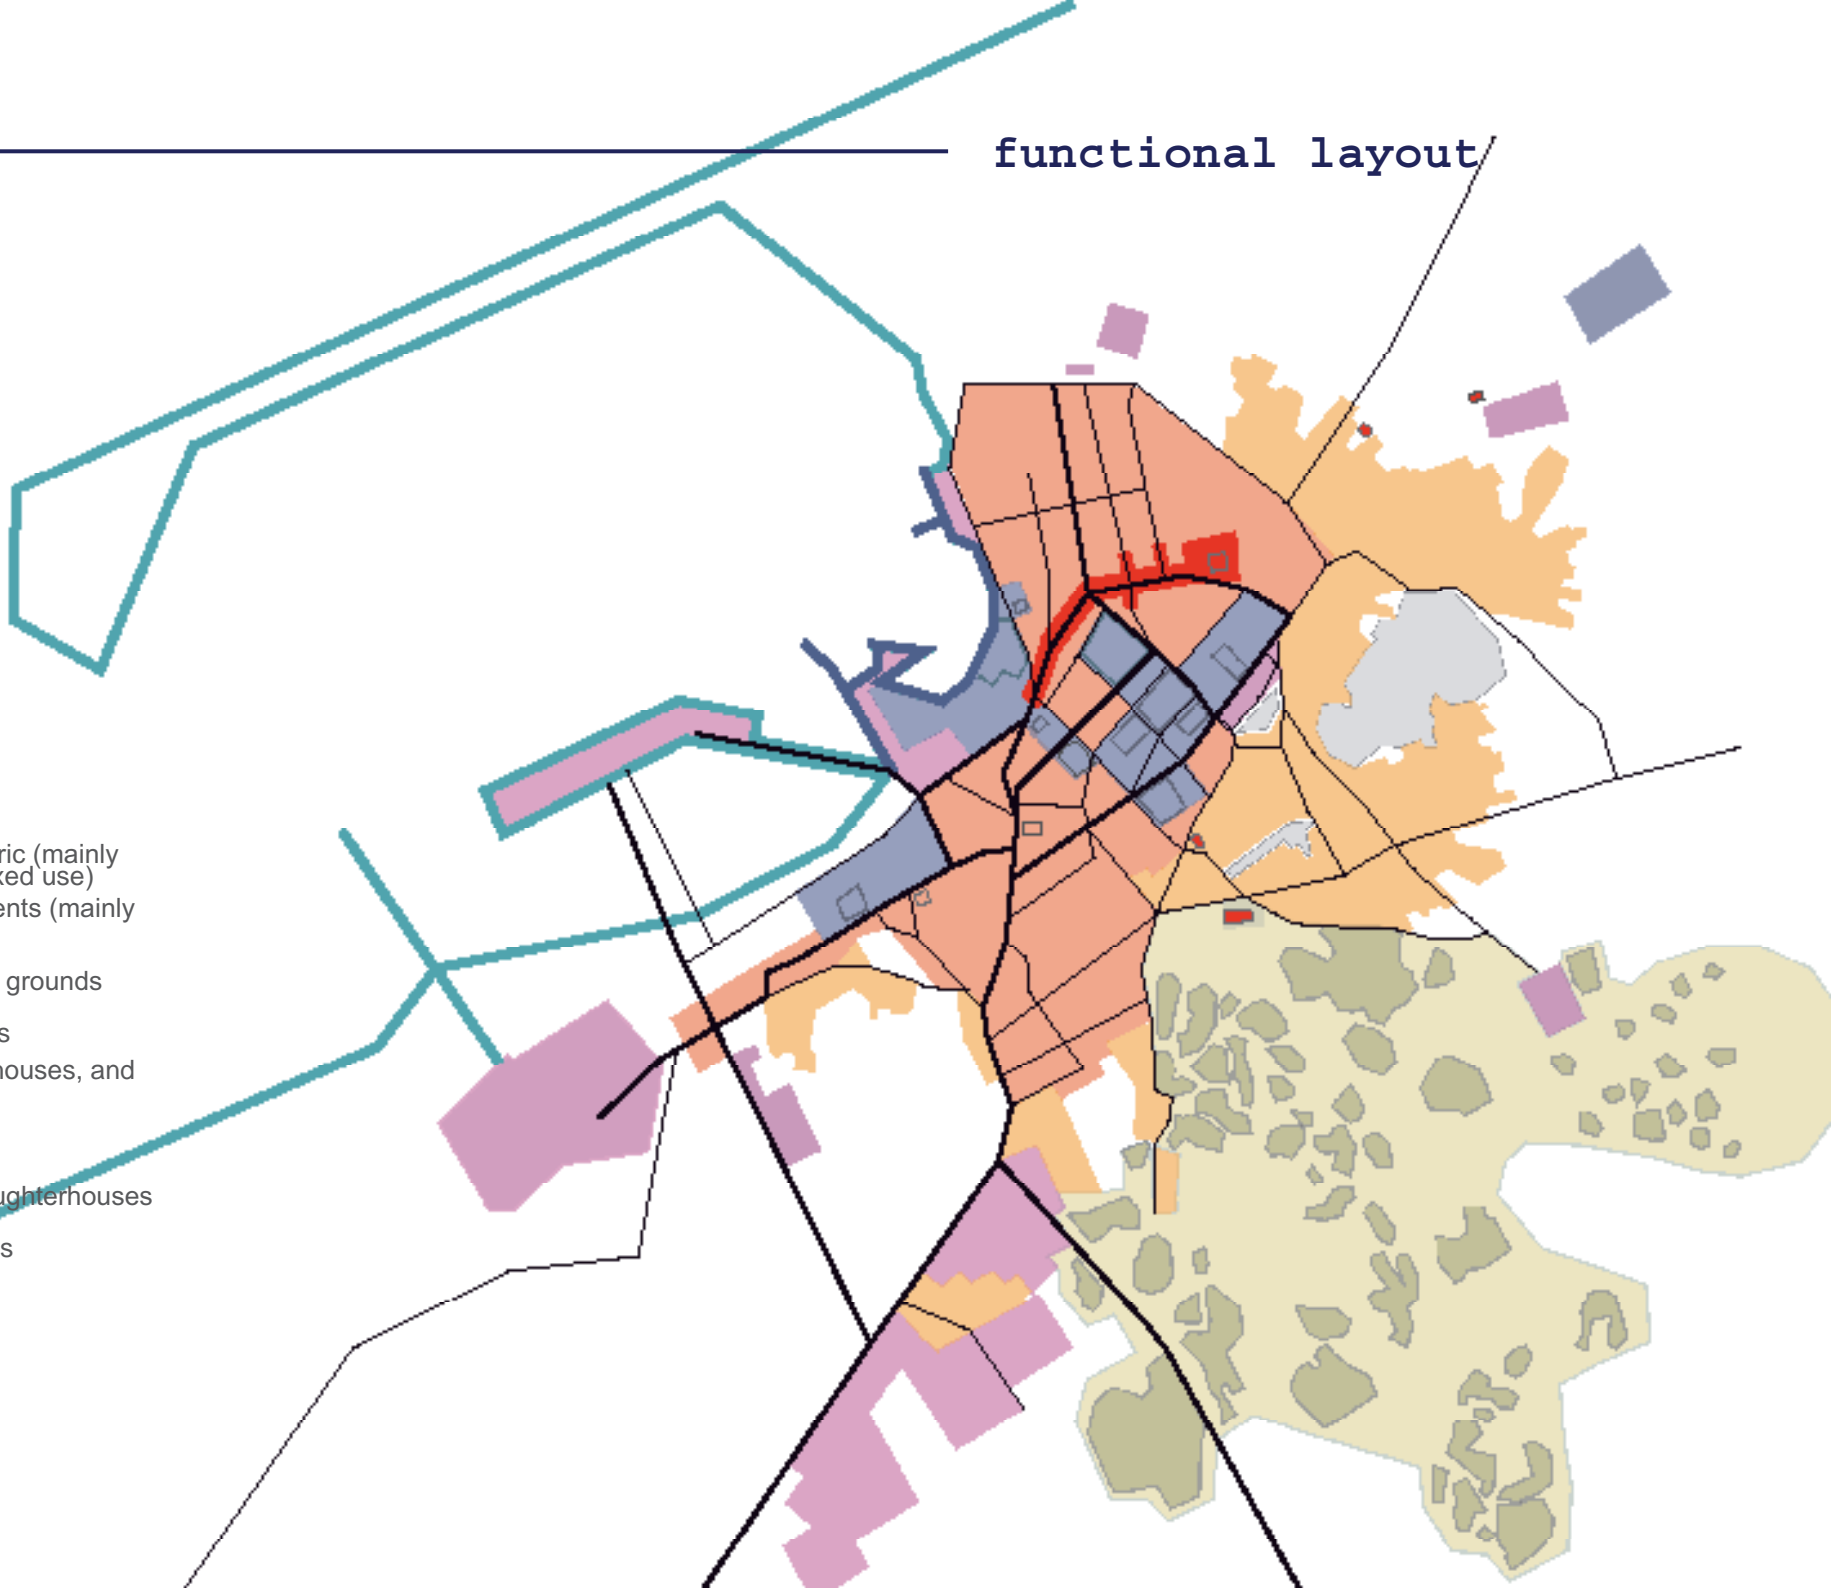 functional layout
ric (mainly
xed use)
ents (mainly
grounds
s
houses, and
ughterhouses
s